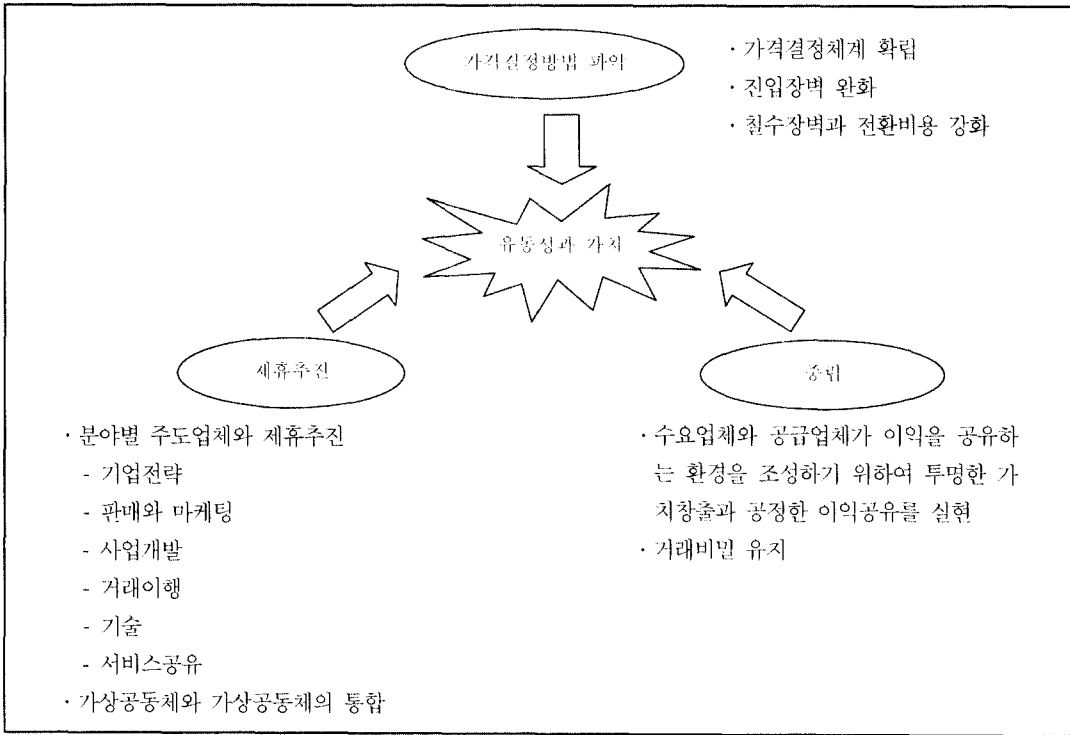 가격결정방법 파악
· 가격결정체계 확립
· 진입장벽 완화
· 칠수장벽과 전환비용 강화
유동성과 가치
제휴추진
중립
· 분야별 주도업체와 제휴추진
- 기업전략
- 판매와 마케팅
- 사업개발
- 거래이행
- 기술
- 서비스공유
· 가상공동체와 가상공동체의 통합
· 수요업체와 공급업체가 이익을 공유하
는 환경을 조성하기 위하여 투명한 가
치창출과 공정한 이익공유를 실현
· 거래비밀 유지